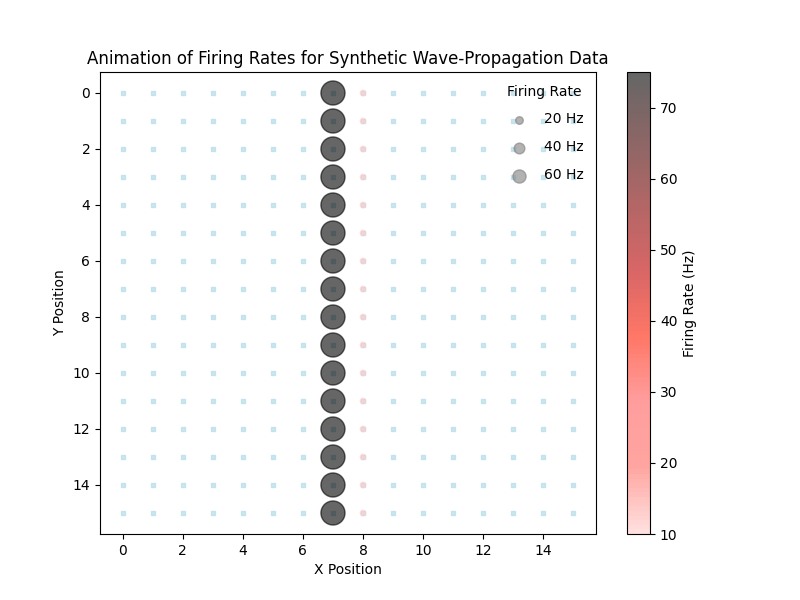 Animation of Firing Rates for Synthetic Wave-Propagation Data
Firing Rate
20 Hz
40 Hz
60 Hz
0
2
4
6
8
10
12
14
Y Position
0
2
4
6
8
10
12
14
X Position
70
60
50
40
30
20
10
Firing Rate (Hz)